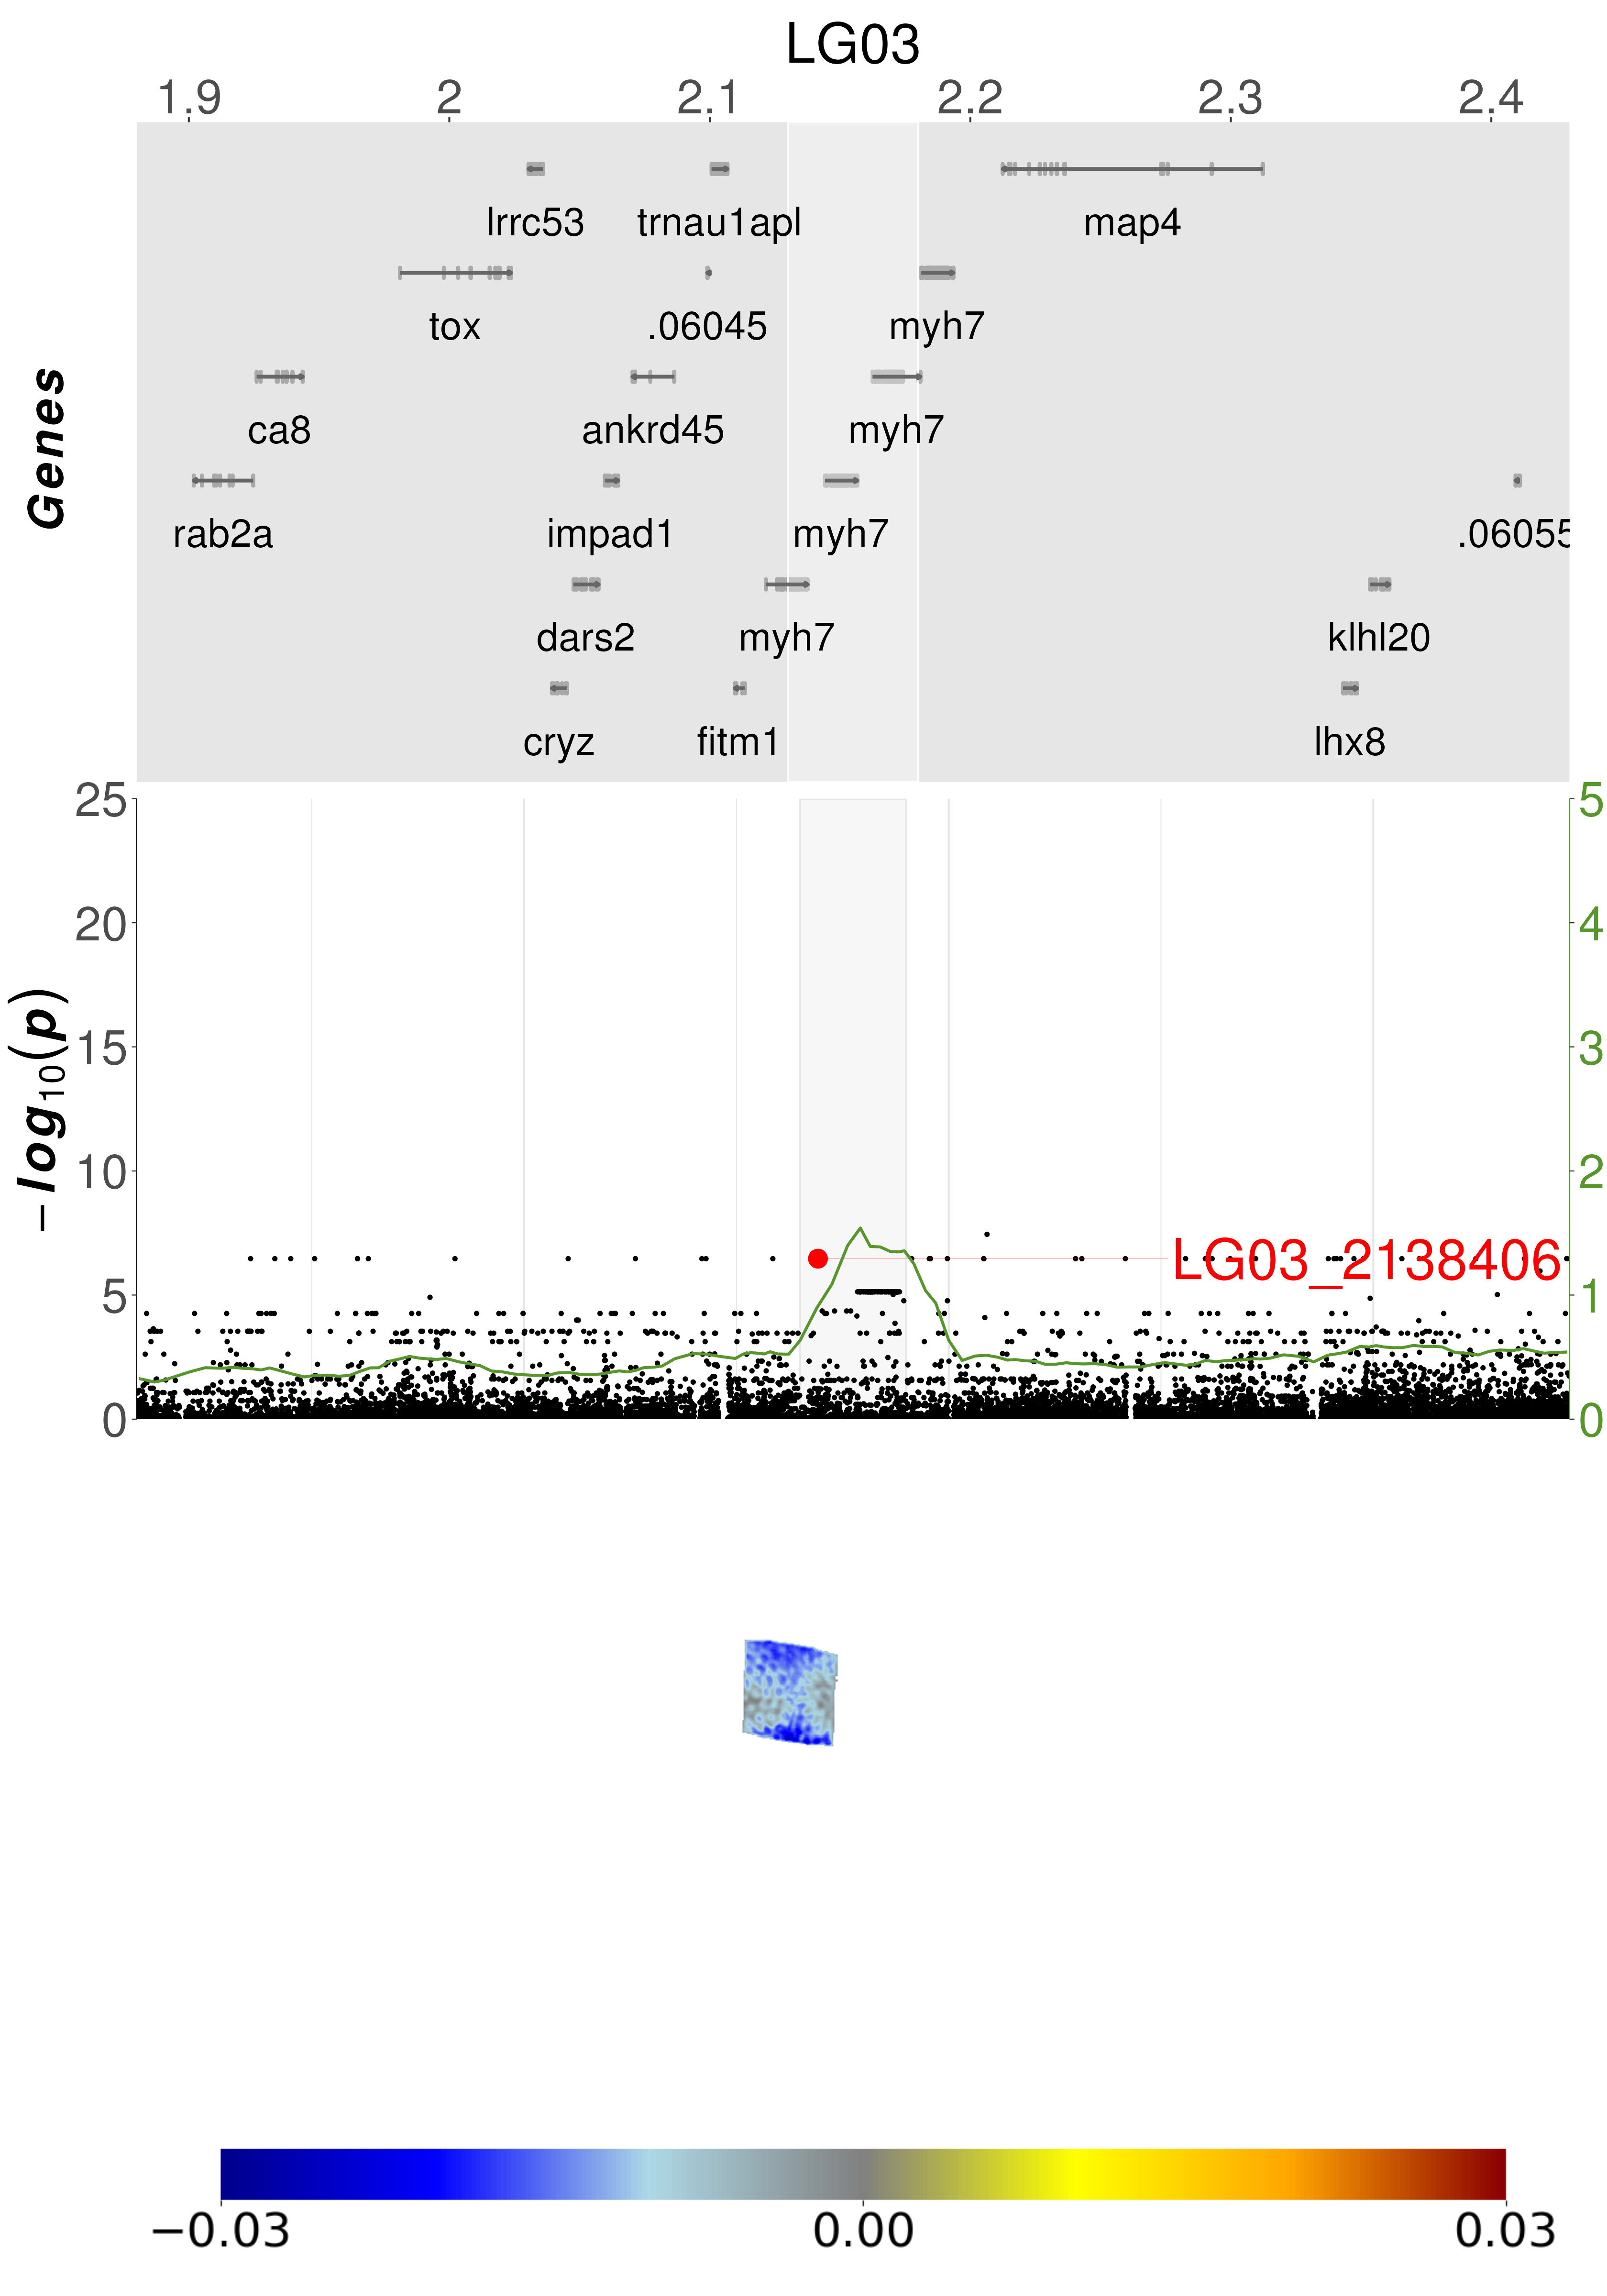 LG03
1.9 2 2.1 2.2 2.3 2.4
lrrc53 trnau1apl map4
tox .06045 myh7
ca8 ankrd45 myh7
rab2a impad1 myh7 .06055
dars2 myh7 klhl20
cryz fitm1 lhx8
Genes
25 5
20 4
15 3
10 2
5 1
0 0
−log10(p)
LG03_2138406
−0.03 0.00 0.03